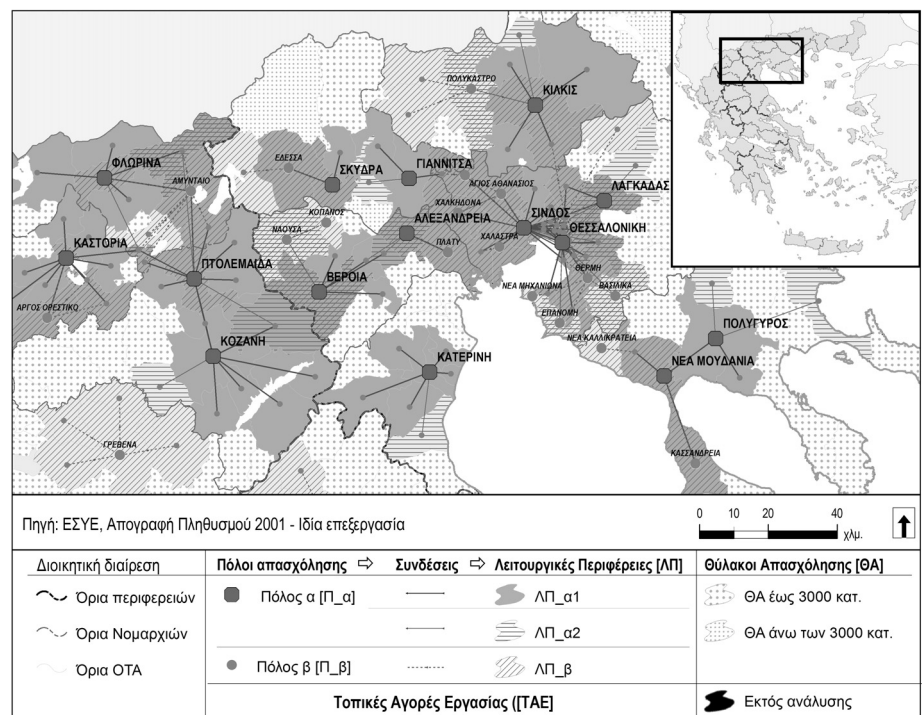 ΠΟΛΥΚΑΣΤΡΟ
ΚΙΛΚΙΣ
ΦΛΩΡΙΝΑ
ΕΔΕΣΣΑ
ΣΚΥΔΡΑ
ΓΙΑΝΝΙΤΣΑ
ΑΜΥΝΤΑΙΟ
ΑΓΙΟΣ ΑΘΑΝΑΣΙΟΣ
ΛΑΓΚΑΔΑΣ
ΧΑΛΚΗΔΟΝΑ
ΚΟΠΑΝΟΣ
ΑΛΕΞΑΝΔΡΕΙΑ
ΣΙΝΔΟΣ
ΝΑΟΥΣΑ
ΘΕΣΣΑΛΟΝΙΚΗ
ΚΑΣΤΟΡΙΑ
ΠΛΑΤΥ
ΧΑΛΑΣΤΡΑ
ΠΤΟΛΕΜΑΙΔΑ
ΒΕΡΟΙΑ
ΘΕΡΜΗ
ΝΕΑ ΜΗΧΑΝΙΩΝΑ
ΒΑΣΙΛΙΚΑ
ΑΡΓΟΣ ΟΡΕΣΤΙΚΟ
ΕΠΑΝΟΜΗ
ΠΟΛΥΓΥΡΟΣ
ΝΕΑ ΚΑΛΛΙΚΡΑΤΕΙΑ
ΚΟΖΑΝΗ
ΚΑΤΕΡΙΝΗ
ΝΕΑ ΜΟΥΔΑΝΙΑ
ΓΡΕΒΕΝΑ
ΚΑΣΣΑΝΔΡΕΙΑ
Πηγή: ΕΣΥΕ, Απογραφή Πληθυσμού 2001 - Ιδία επεξεργασία
0 10 20 40
χλμ.
Διοικητική διαίρεση
Όρια περιφερειών
Όρια Νομαρχιών
Όρια ΟΤΑ
Πόλοι απασχόλησης ⇨ Συνδέσεις ⇨ Λειτουργικές Περιφέρειες [ΛΠ]
Πόλος α [Π_α] ΛΠ_α1
ΛΠ_α2
Πόλος β [Π_β] ΛΠ_β
Τοπικές Αγορές Εργασίας ([ΤΑΕ]
Θύλακοι Απασχόλησης [ΘΑ]
ΘΑ έως 3000 κατ.
ΘΑ άνω των 3000 κατ.
Εκτός ανάλυσης